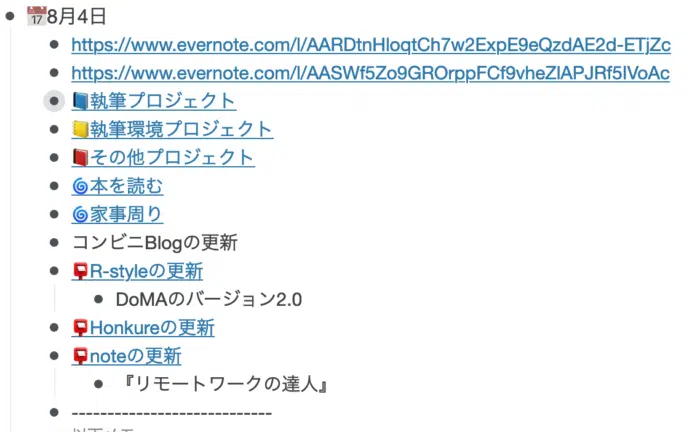 📅8月4日
https://www.evernote.com/l/AARDtnHloqtCh7w2ExpE9eQzdAE2d-ETjZc
https://www.evernote.com/l/AASWf5Zo9GROrppFCf9vheZlAPJRf5IVoAc
📘執筆プロジェクト
📒執筆環境プロジェクト
📕その他プロジェクト
🌀本を読む
🌀家事周り
コンビニBlogの更新
📮R-styleの更新
DoMAのバージョン2.0
📮Honkureの更新
📮noteの更新
『リモートワークの達人』
----------------------------